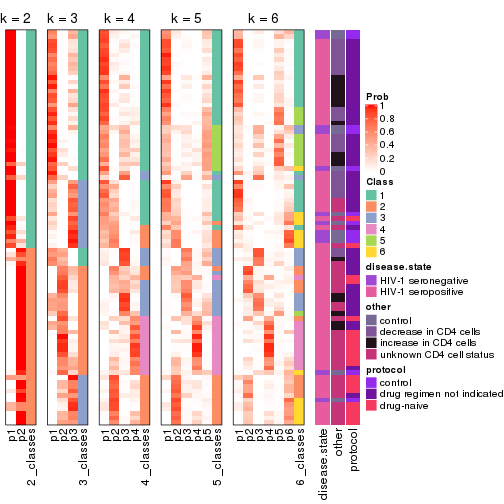 k = 2
k = 3
k = 4
k = 5
k = 6
Prob
1
0.8
0.6
0.4
0.2
0
Class
1
2
3
4
5
6
disease.state
HIV-1 seronegative
HIV-1 seropositive
other
control
decrease in CD4 cells
increase in CD4 cells
unknown CD4 cell status
protocol
control
drug regimen not indicated
drug-naive
p1
p2
2_classes
p1
p2
p3
3_classes
p1
p2
p3
p4
4_classes
p1
p2
p3
p4
p5
5_classes
p1
p2
p3
p4
p5
p6
6_classes
disease.state
other
protocol